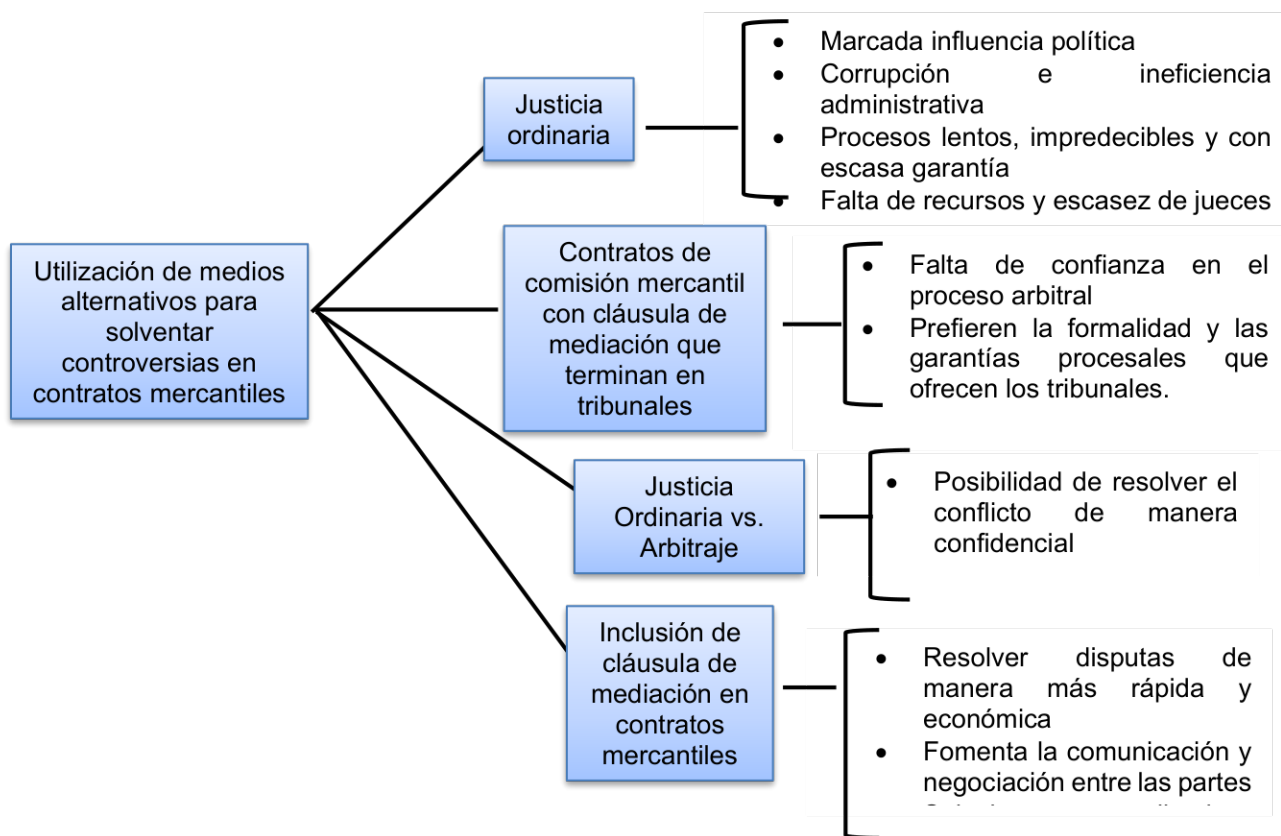 Utilización de medios
alternativos para
solventar
controversias en
contratos mercantiles
Justicia
ordinaria
• Marcada influencia política
• Corrupción e ineficiencia
administrativa
• Procesos lentos, impredecibles y con
escasa garantía
• Falta de recursos y escasez de jueces
Contratos de
comisión mercantil
con cláusula de
mediación que
terminan en
tribunales
• Falta de confianza en el
proceso arbitral
• Prefieren la formalidad y las
garantías procesales que
ofrecen los tribunales.
Justicia
Ordinaria vs.
Arbitraje
• Posibilidad de resolver el
conflicto de manera
confidencial
Inclusión de
cláusula de
mediación en
contratos
mercantiles
• Resolver disputas de
manera más rápida y
económica
• Fomenta la comunicación y
negociación entre las partes